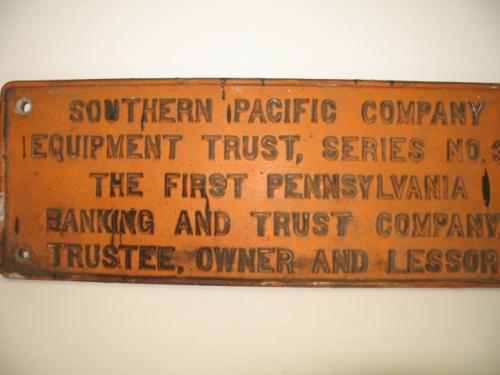 SOUTHERN PACIFIC COMPANY
EQUIPMENT TRUST, SERIES NO.
THE FIRST PENNSYLVANIA
BANKING AND TRUST COMPANY,
TRUSTEE, OWNER AND LESSOR